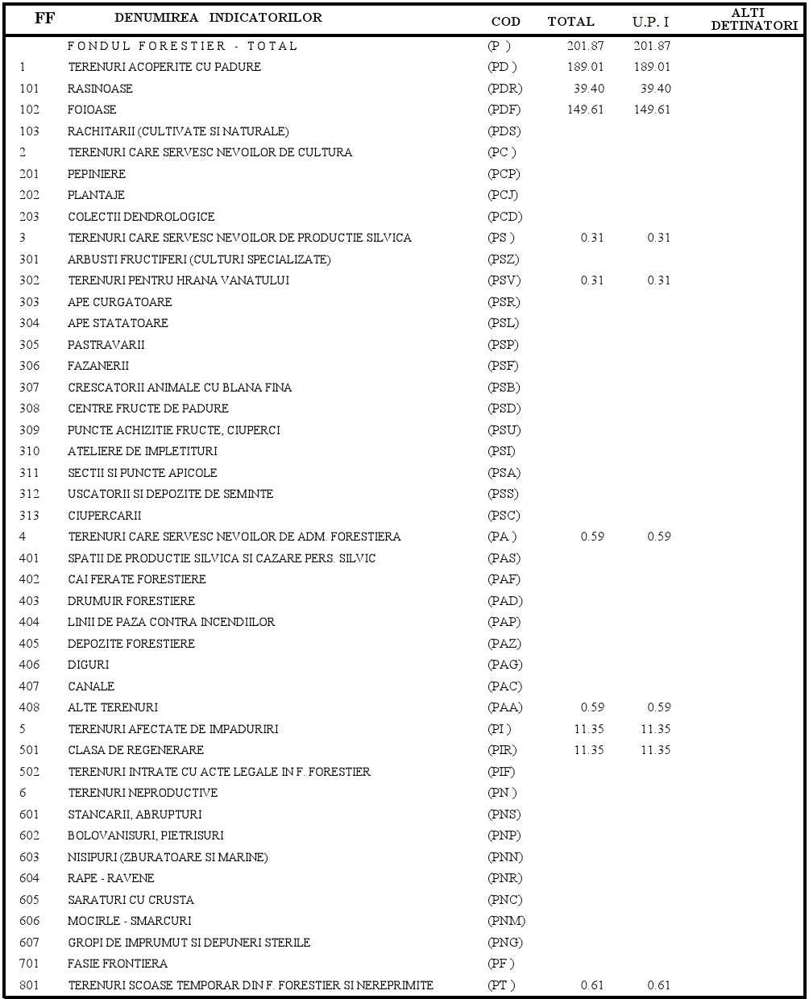 FF DENUMIREA INDICATORILOR COD TOTAL U.P. I ALTI DETINATORI
FONDUL FORESTIER - TOTAL (P ) 201.87 201.87
1 TERENURI ACOPERITE CU PADURE (PD ) 189.01 189.01
101 RASINOASE (PDR) 39.40 39.40
102 FOIOASE (PDF) 149.61 149.61
103 RACHITARII (CULTIVATE SI NATURALE) (PDS)
2 TERENURI CARE SERVESC NEVOILOR DE CULTURA (PC )
201 PEPINIERE (PCP)
202 PLANTAJE (PCJ)
203 COLECTII DENDROLOGICE (PCD)
3 TERENURI CARE SERVESC NEVOILOR DE PRODUCTIE SILVICA (PS ) 0.31 0.31
301 ARBUSTI FRUCTIFERI (CULTURI SPECIALIZATE) (PSZ)
302 TERENURI PENTRU HRANA VANATULUI (PSV) 0.31 0.31
303 APE CURGATOARE (PSR)
304 APE STATATOARE (PSL)
305 PASTRAVARII (PSP)
306 FAZANERII (PSF)
307 CRESCATORII ANIMALE CU BLANA FINA (PSB)
308 CENTRE FRUCTE DE PADURE (PSD)
309 PUNCTE ACHIZITIE FRUCTE, CIUPERCI (PSU)
310 ATELIERE DE IMPLETITURI (PSI)
311 SECTII SI PUNCTE APICOLE (PSA)
312 USCATORII SI DEPOZITE DE SEMINTE (PSS)
313 CIUPERCARII (PSC)
4 TERENURI CARE SERVESC NEVOILOR DE ADM. FORESTIERA (PA ) 0.59 0.59
401 SPATII DE PRODUCTIE SILVICA SI CAZARE PERS. SILVIC (PAS)
402 CAI FERATE FORESTIERE (PAF)
403 DRUMUIR FORESTIERE (PAD)
404 LINII DE PAZA CONTRA INCENDIILOR (PAP)
405 DEPOZITE FORESTIERE (PAZ)
406 DIGURI (PAG)
407 CANALE (PAC)
408 ALTE TERENURI (PAA) 0.59 0.59
5 TERENURI AFECTATE DE IMPADURIRI (PI ) 11.35 11.35
501 CLASA DE REGENERARE (PIR) 11.35 11.35
502 TERENURI INTRATE CU ACTE LEGALE IN F. FORESTIER (PIF)
6 TERENURI NEPRODUCTIVE (PN )
601 STANCARII, ABRUPTURI (PNS)
602 BOLOVANISURI, PIETRISURI (PNP)
603 NISIPURI (ZBURATOARE SI MARINE) (PNN)
604 RAPE - RAVENE (PNR)
605 SARATURI CU CRUSTA (PNC)
606 MOCIRLE - SMARCURI (PNM)
607 GROPI DE IMPRUMUT SI DEPUNERI STERILE (PNG)
701 FASIE FRONTIERA (PF )
801 TERENURI SCOASE TEMPORAR DIN F. FORESTIER SI NEREPRIMITE (PT ) 0.61 0.61